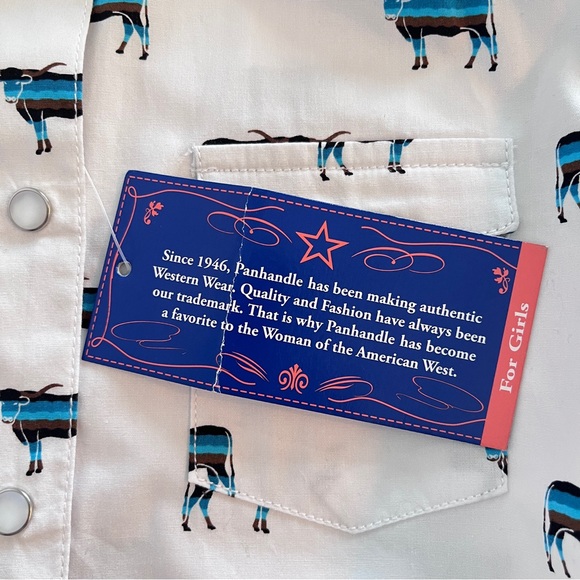 Since 1946, Panhandle has been making authentic
Western Wear. Quality and Fashion have always been
our trademark. That is why Panhandle has become
a favorite to the Woman of the American West.
For Girls